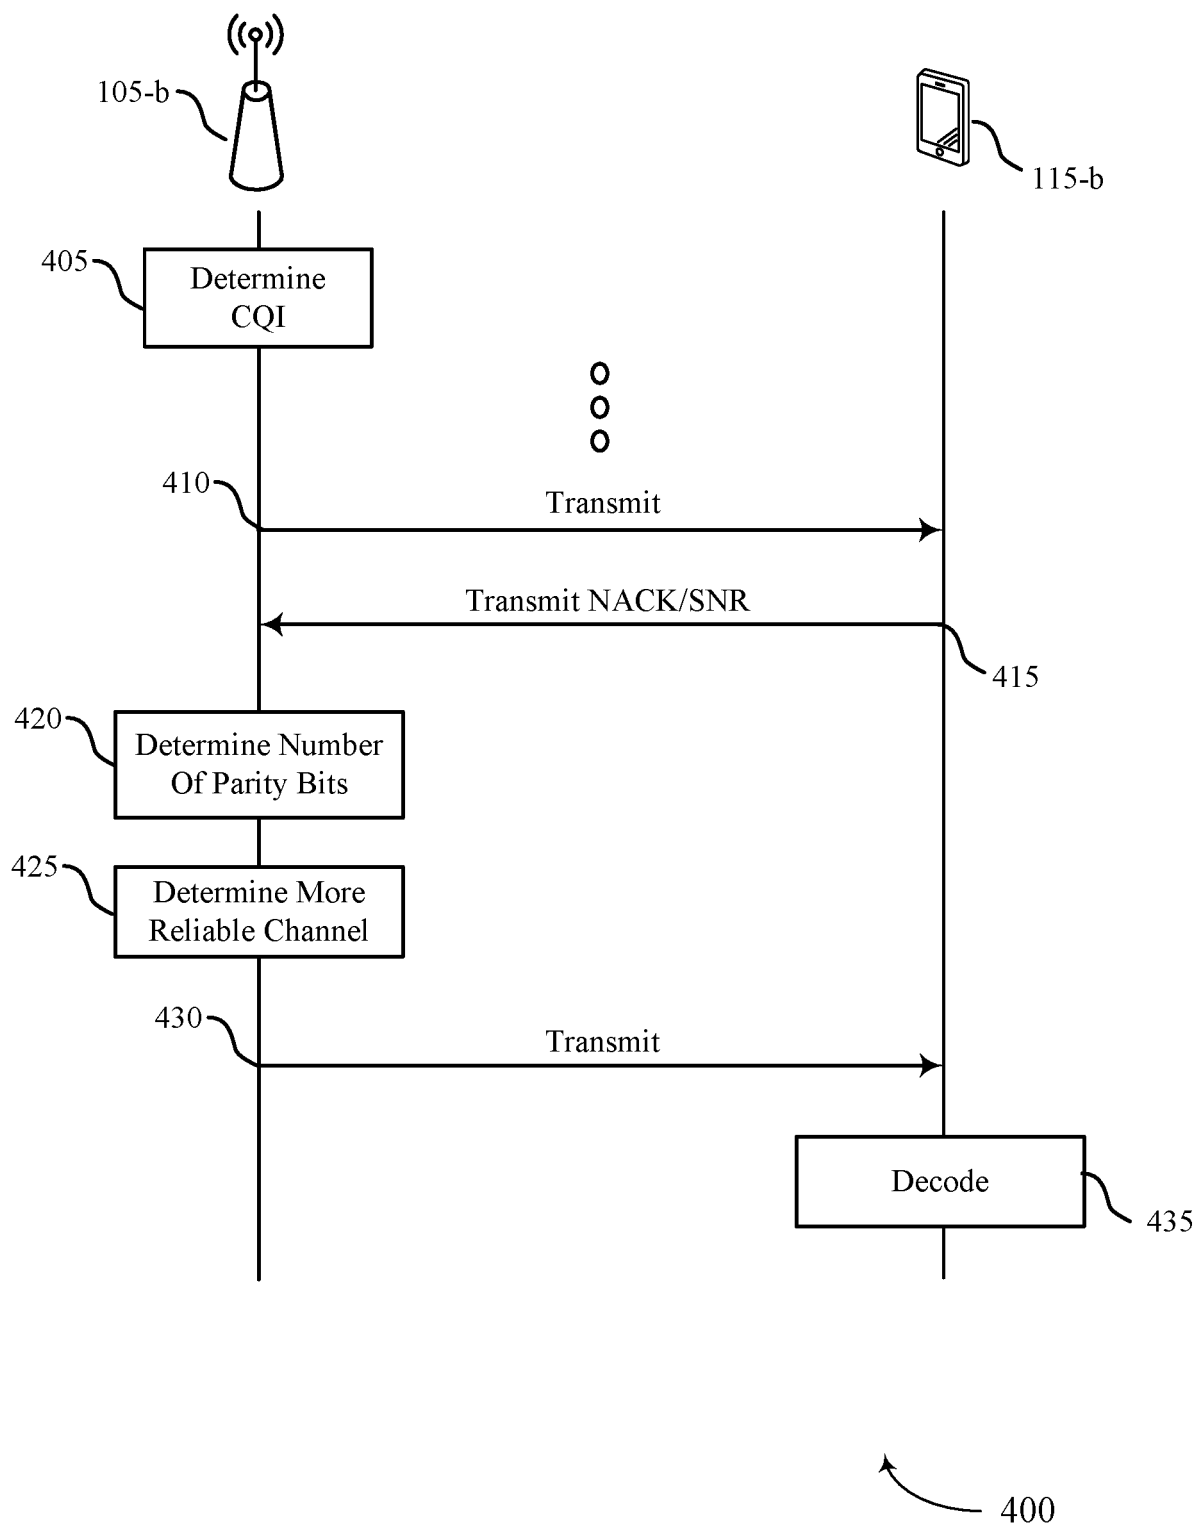 105-b
115-b
405
Determine
CQI
410
Transmit
Transmit NACK/SNR
415
420
Determine Number
Of Parity Bits
425
Determine More
Reliable Channel
430
Transmit
Decode
435
400